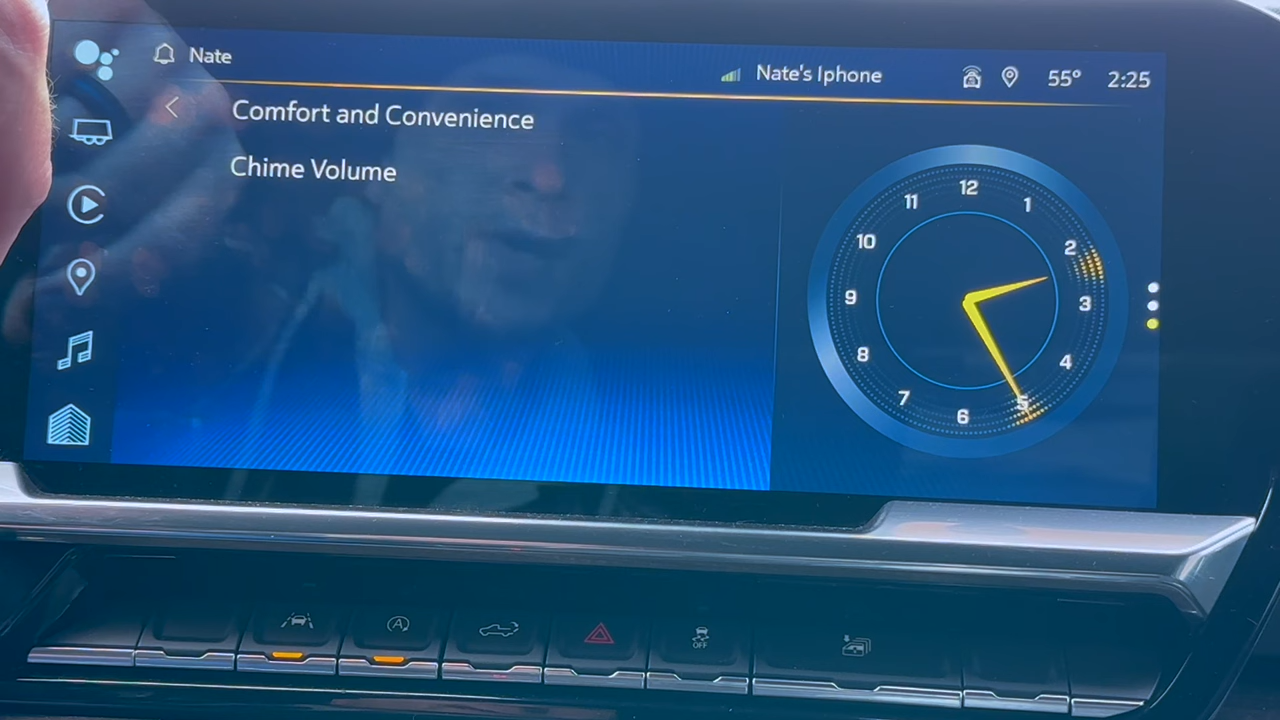 Nate
Nate's Iphone
55°
2:25
Comfort and Convenience
Chime Volume
12
11
1
10
2
9
3
8
4
7
5
6
A
OFF